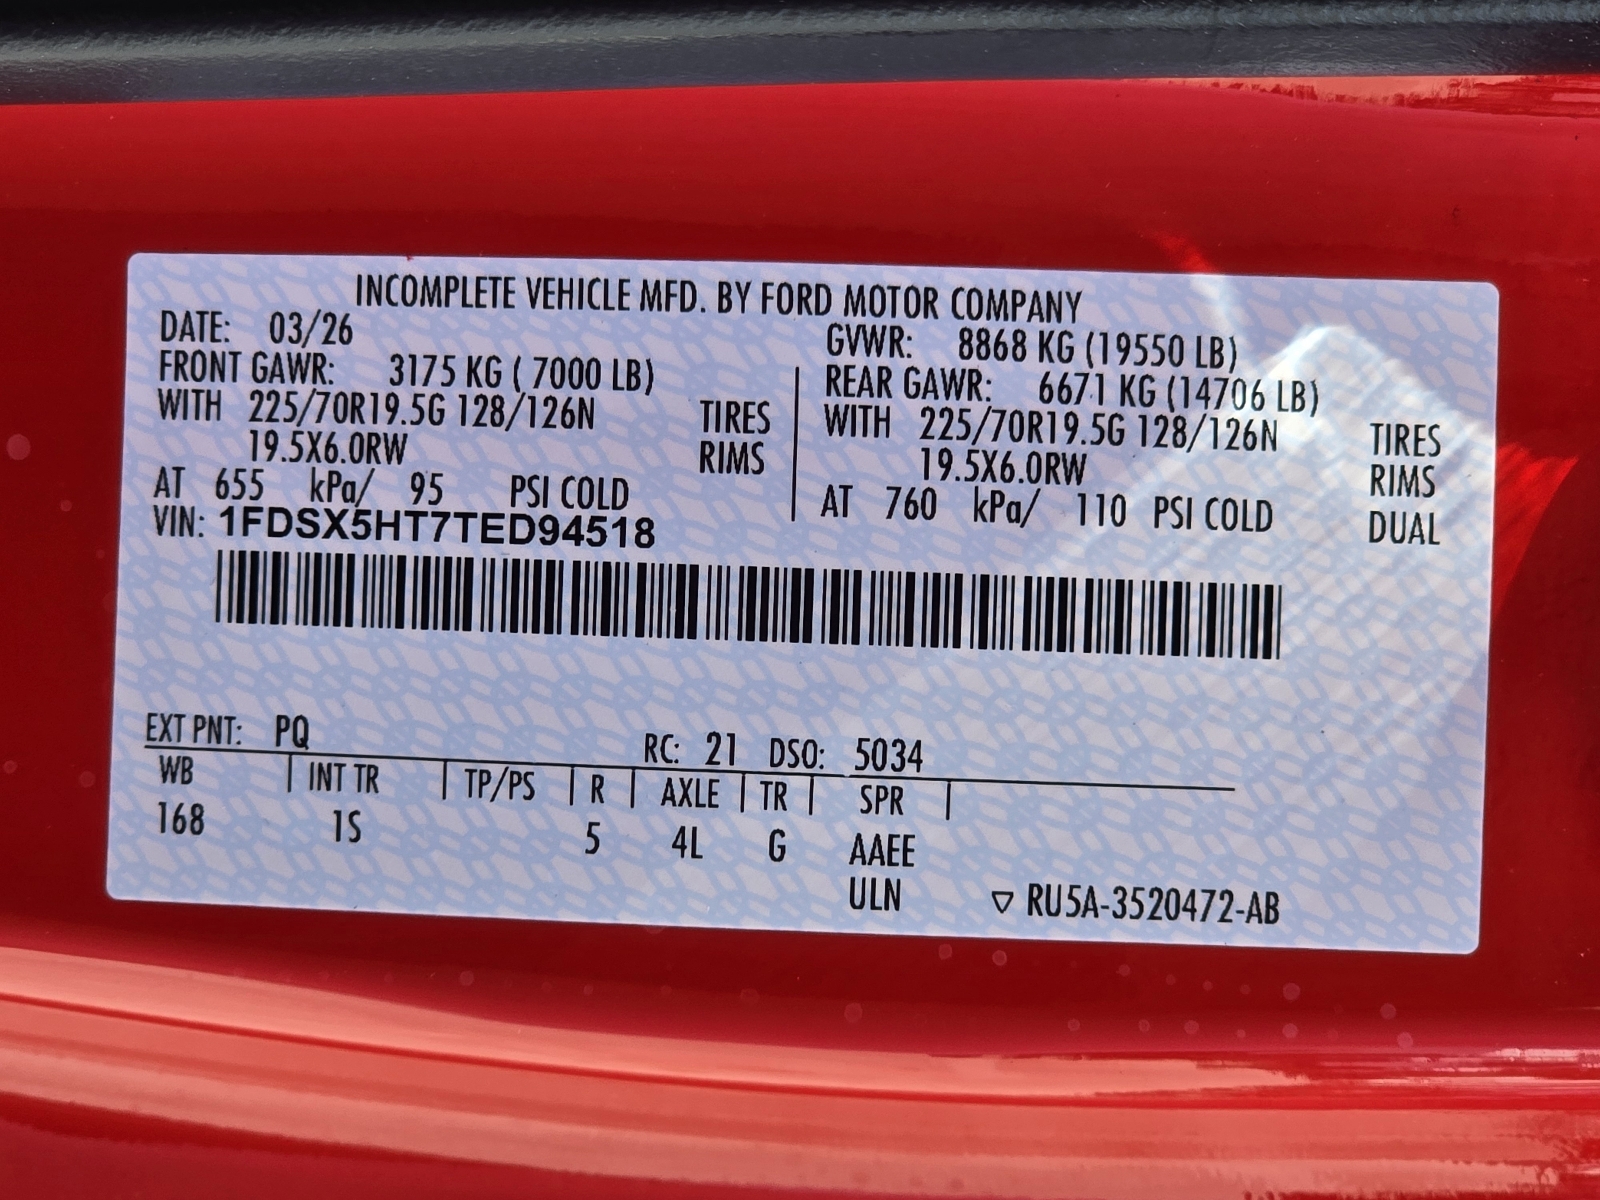 INCOMPLETE VEHICLE MFD. BY FORD MOTOR COMPANY
DATE: 03/26 GVWR: 8868 KG (19550 LB)
FRONT GAWR: 3175 KG ( 7000 LB) REAR GAWR: 6671 KG (14706 LB)
WITH 225/70R19.5G 128/126N TIRES WITH 225/70R19.5G 128/126N TIRES
19.5X6.0RW RIMS 19.5X6.0RW RIMS
AT 655 kPa/ 95 PSI COLD AT 760 kPa/ 110 PSI COLD DUAL
VIN: 1FDSX5HT7TED94518
EXT PNT: PQ RC: 21 DSO: 5034
WB INT TR TP/PS R AXLE TR SPR
168 1S 5 4L G AAEE
ULN ▽ RU5A-3520472-AB